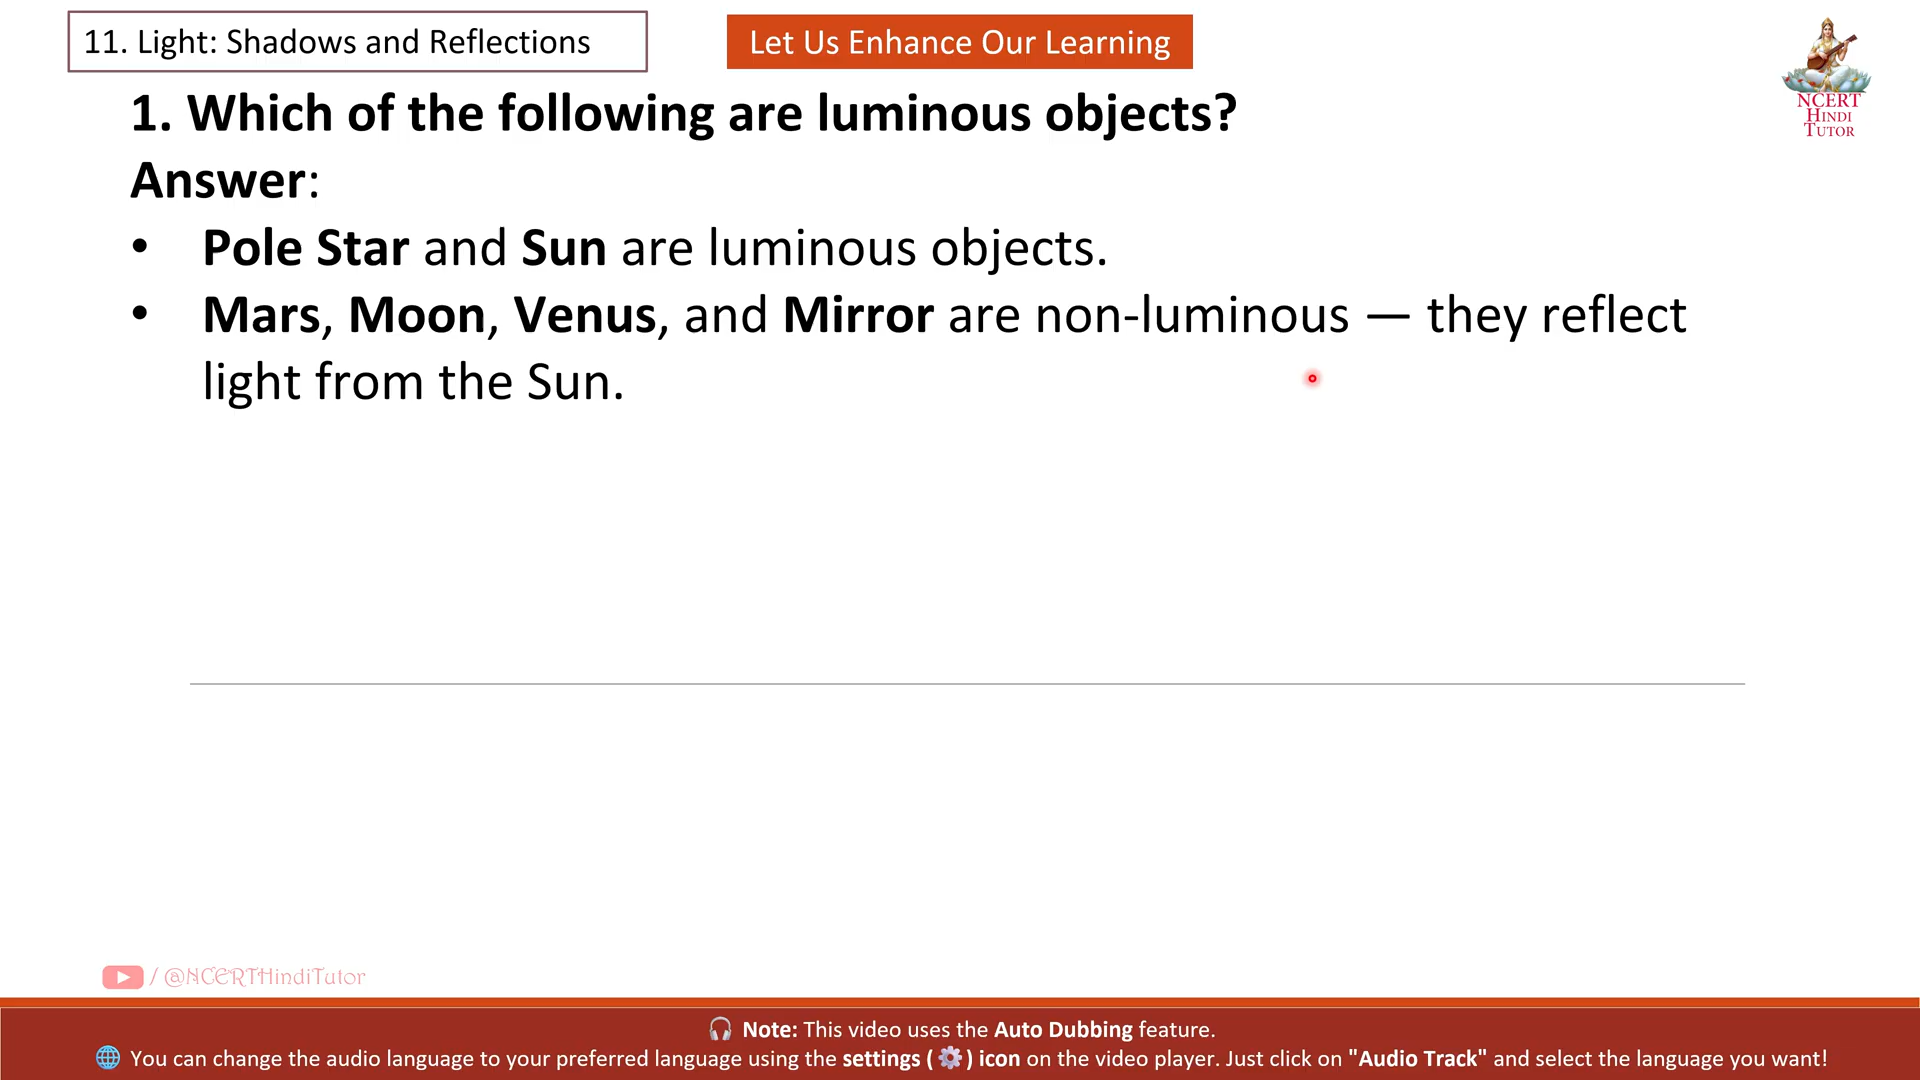 11. Light: Shadows and Reflections
Let Us Enhance Our Learning
NCERT
HINDI
TUTOR
1. Which of the following are luminous objects?
Answer:
• Pole Star and Sun are luminous objects.
• Mars, Moon, Venus, and Mirror are non-luminous — they reflect
light from the Sun.
/ @NCERTHindiTutor
🎧 Note: This video uses the Auto Dubbing feature.
🌐 You can change the audio language to your preferred language using the settings (⚙️) icon on the video player. Just click on "Audio Track" and select the language you want!